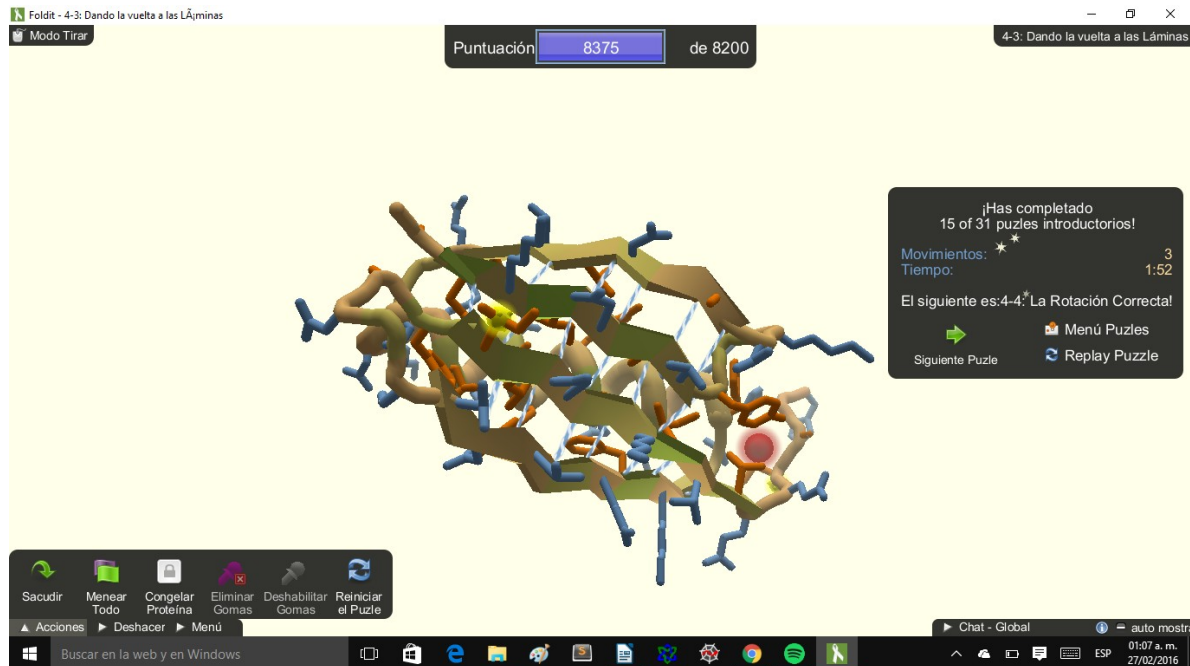 Foldit - 4-3: Dando la vuelta a las LÃ¡minas
Modo Tirar
Puntuación 8375 de 8200
4-3: Dando la vuelta a las Láminas
¡Has completado
15 of 31 puzles introductorios!
Movimientos: 3
Tiempo: 1:52
El siguiente es:4-4: La Rotación Correcta!
Siguiente Puzle
Menú Puzles
Replay Puzzle
Sacudir
Menear Todo
Congelar Proteína
Eliminar Gomas
Deshabilitar Gomas
Reiniciar el Puzle
Acciones Deshacer Menú
Chat - Global
auto mostra
Buscar en la web y en Windows
ESP
01:07 a. m.
27/02/2016